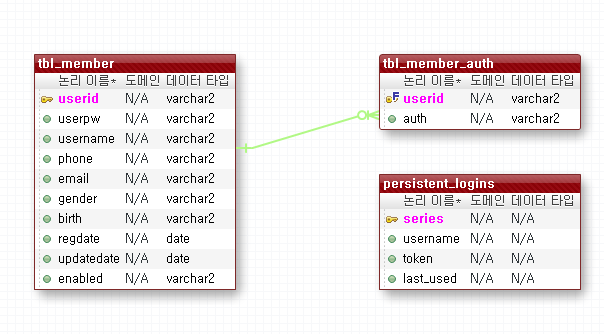 tbl_member
논리 이름* 도메인 데이터 타입
userid N/A varchar2
userpw N/A varchar2
username N/A varchar2
phone N/A varchar2
email N/A varchar2
gender N/A varchar2
birth N/A varchar2
regdate N/A date
updatedate N/A date
enabled N/A varchar2
tbl_member_auth
논리 이름* 도메인 데이터 타입
F userid N/A varchar2
auth N/A varchar2
persistent_logins
논리 이름* 도메인 데이터 타입
series N/A N/A
username N/A N/A
token N/A N/A
last_used N/A N/A